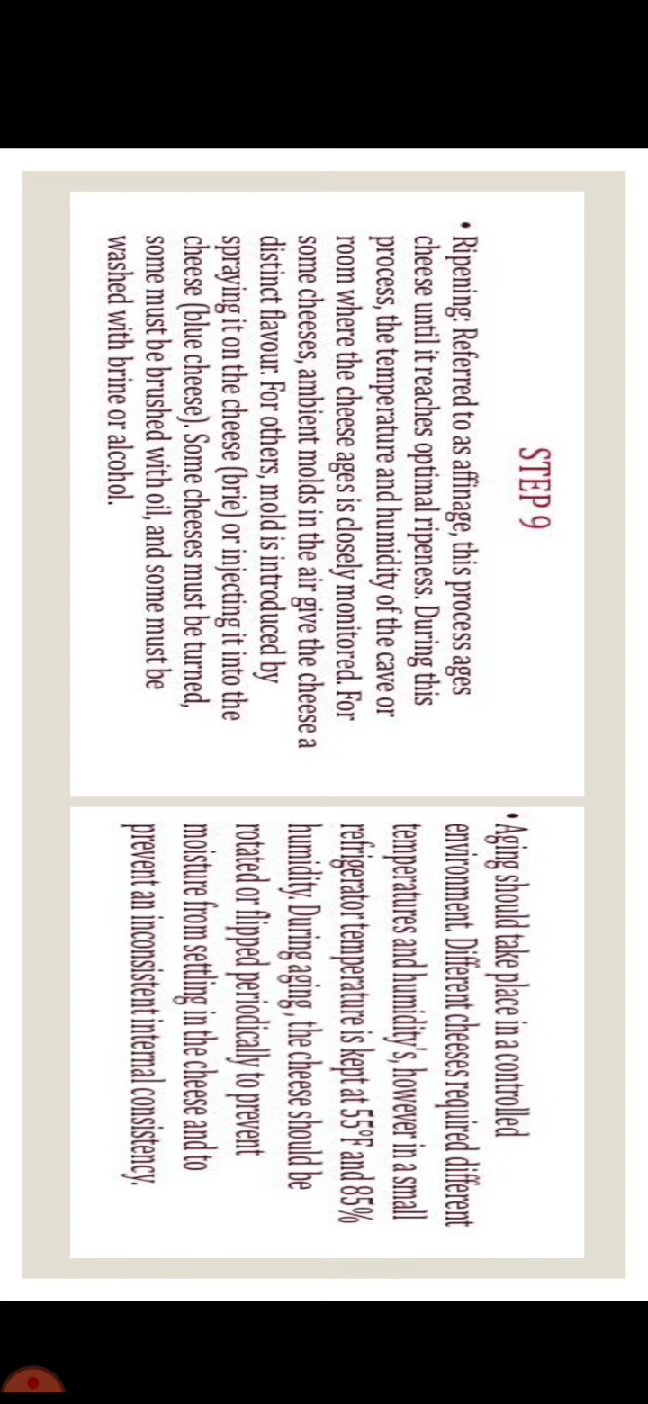 STEP 9
• Ripening: Referred to as affinage, this process ages
cheese until it reaches optimal ripeness. During this
process, the temperature and humidity of the cave or
room where the cheese ages is closely monitored. For
some cheeses, ambient molds in the air give the cheese a
distinct flavour. For others, mold is introduced by
spraying it on the cheese (brie) or injecting it into the
cheese (blue cheese). Some cheeses must be turned,
some must be brushed with oil, and some must be
washed with brine or alcohol.
• Aging should take place in a controlled
environment. Different cheeses required different
temperatures and humidity's, however in a small
refrigerator temperature is kept at 55°F and 85%
humidity. During aging, the cheese should be
rotated or flipped periodically to prevent
moisture from settling in the cheese and to
prevent an inconsistent internal consistency.